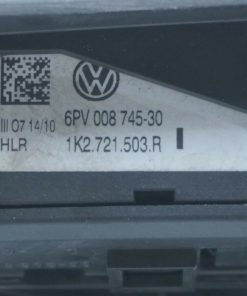 III 07 14/10
6PV 008 745-30
HLR
1K2.721.503.R I